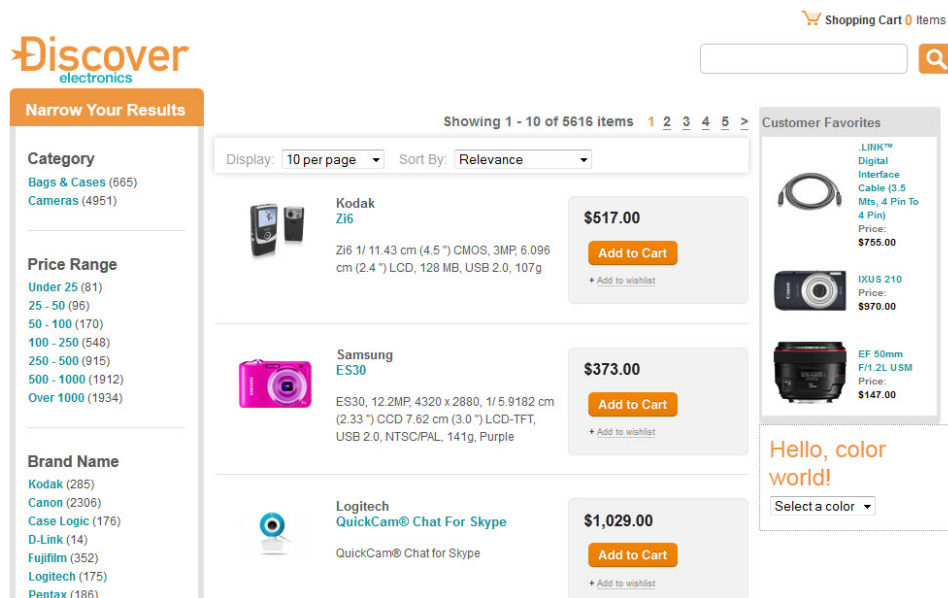 Shopping Cart 0 Items
Discover
electronics
Narrow Your Results
Category
Bags & Cases (665)
Cameras (4951)
Price Range
Under 25 (81)
25 - 50 (96)
50 - 100 (170)
100 - 250 (548)
250 - 500 (915)
500 - 1000 (1912)
Over 1000 (1934)
Brand Name
Kodak (285)
Canon (2306)
Case Logic (176)
D-Link (14)
Fujifilm (352)
Logitech (175)
Pentax (186)
Showing 1 - 10 of 5616 items 1 2 3 4 5 >
Display: 10 per page Sort By: Relevance
Kodak
Zi6
Zi6 1/ 11.43 cm (4.5 ") CMOS, 3MP, 6.096
cm (2.4 ") LCD, 128 MB, USB 2.0, 107g
$517.00
Add to Cart
+ Add to wishlist
Samsung
ES30
ES30, 12.2MP, 4320 x 2880, 1/ 5.9182 cm
(2.33 ") CCD 7.62 cm (3.0 ") LCD-TFT,
USB 2.0, NTSC/PAL, 141g, Purple
$373.00
Add to Cart
+ Add to wishlist
Logitech
QuickCam® Chat For Skype
QuickCam® Chat for Skype
$1,029.00
Add to Cart
+ Add to wishlist
Customer Favorites
.LINK™
Digital
Interface
Cable (3.5
Mts, 4 Pin To
4 Pin)
Price:
$755.00
IXUS 210
Price:
$970.00
EF 50mm
F/1.2L USM
Price:
$147.00
Hello, color
world!
Select a color